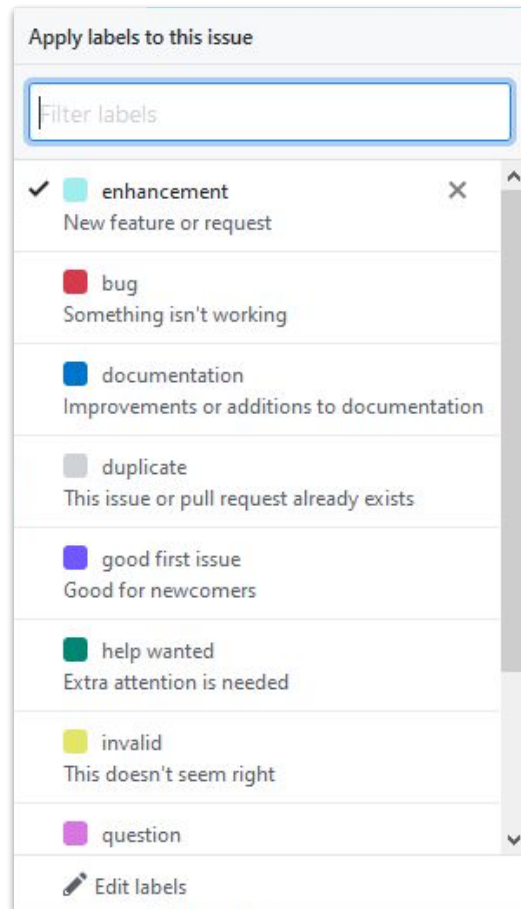 Apply labels to this issue
Filter labels
enhancement
New feature or request
bug
Something isn't working
documentation
Improvements or additions to documentation
duplicate
This issue or pull request already exists
good first issue
Good for newcomers
help wanted
Extra attention is needed
invalid
This doesn't seem right
question
Edit labels